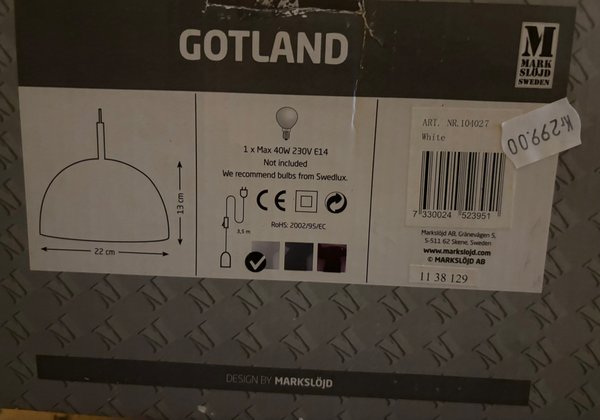 GOTLAND
M
MARK
SLÖJD
SWEDEN
1 x Max 40W 230V E14
Not included
We recommend bulbs from Swedlux.
CE
RoHS: 2002/95/EC
3,5 m
13 cm
22 cm
ART. NR.104027
White
7 330024 523951
Kr299.00
Markslöjd AB, Gränevägen 5,
S-511 62 Skene, Sweden
www.markslojd.com
© MARKSLÖJD AB
11 38 129
DESIGN BY MARKSLÖJD